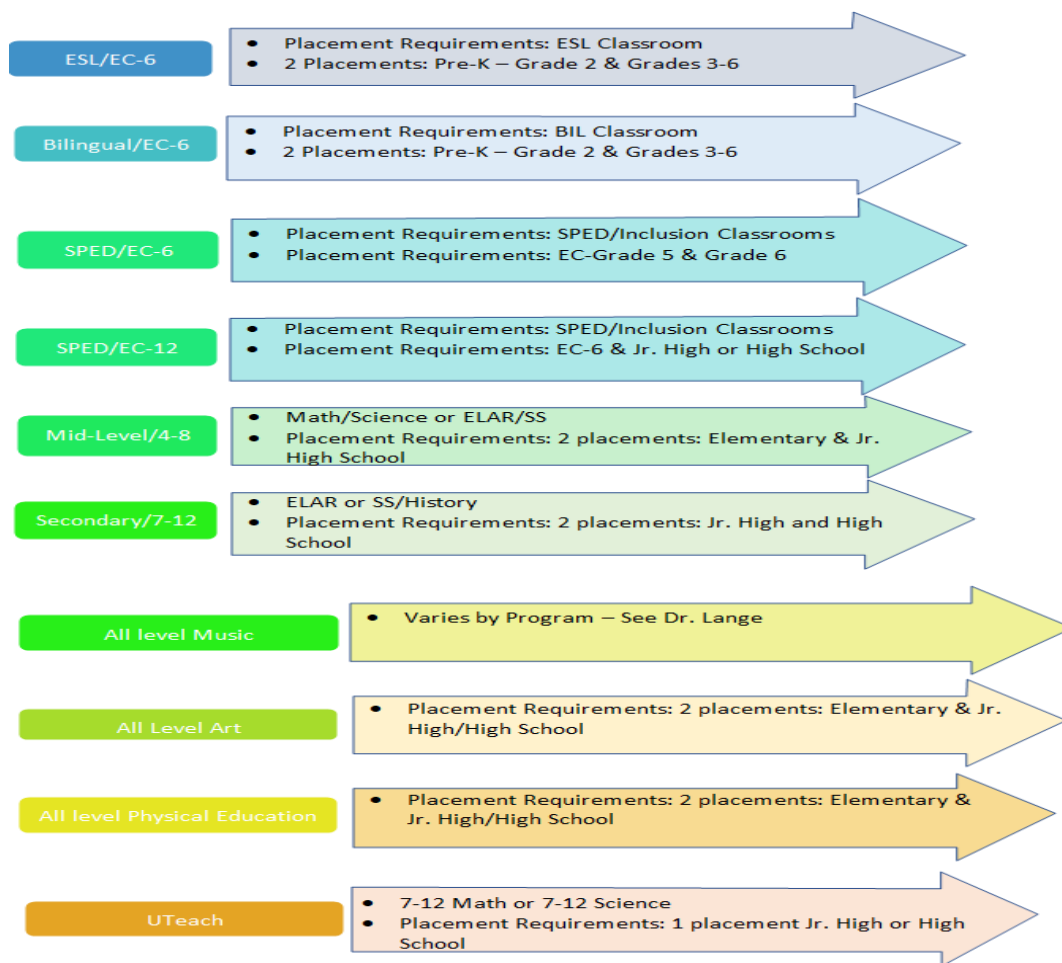 ESL/EC-6
• Placement Requirements: ESL Classroom
• 2 Placements: Pre-K – Grade 2 & Grades 3-6
Bilingual/EC-6
• Placement Requirements: BIL Classroom
• 2 Placements: Pre-K – Grade 2 & Grades 3-6
SPED/EC-6
• Placement Requirements: SPED/Inclusion Classrooms
• Placement Requirements: EC-Grade 5 & Grade 6
SPED/EC-12
• Placement Requirements: SPED/Inclusion Classrooms
• Placement Requirements: EC-6 & Jr. High or High School
Mid-Level/4-8
• Math/Science or ELAR/SS
• Placement Requirements: 2 placements: Elementary & Jr.
High School
Secondary/7-12
• ELAR or SS/History
• Placement Requirements: 2 placements: Jr. High and High
School
All level Music
• Varies by Program – See Dr. Lange
All Level Art
• Placement Requirements: 2 placements: Elementary & Jr.
High/High School
All level Physical Education
• Placement Requirements: 2 placements: Elementary &
Jr. High/High School
UTeach
• 7-12 Math or 7-12 Science
• Placement Requirements: 1 placement Jr. High or High
School